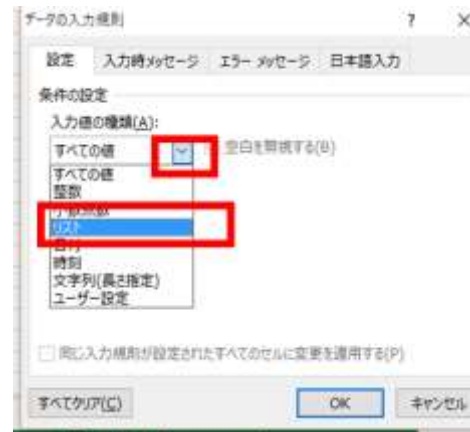 データの入力規則 ? ×
設定 入力時メッセージ エラー メッセージ 日本語入力
条件の設定
入力値の種類(A):
すべての値 空白を無視する(B)
すべての値
整数
小数点数
リスト
日付
時刻
文字列(長さ指定)
ユーザー設定
同じ入力規則が設定されたすべてのセルに変更を適用する(P)
すべてクリア(C) OK キャンセル